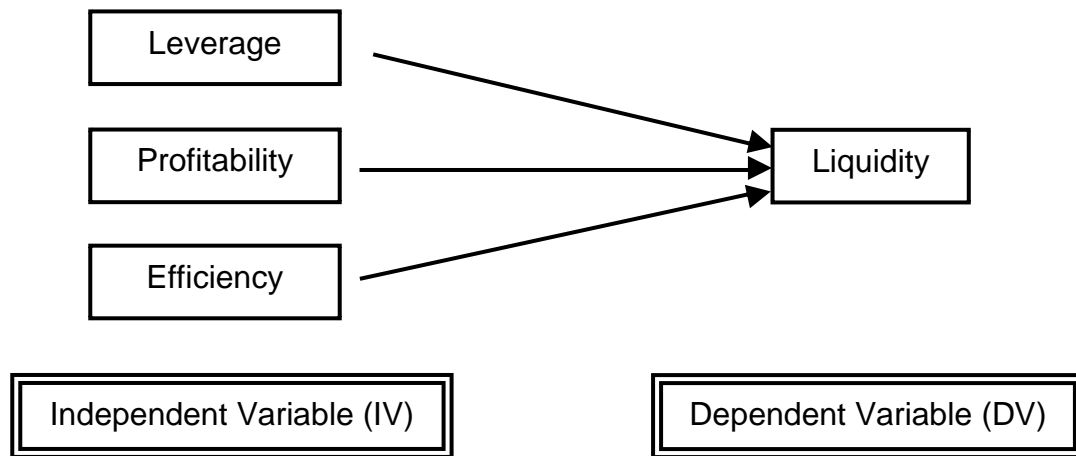 Leverage
Profitability
Liquidity
Efficiency
Independent Variable (IV)
Dependent Variable (DV)